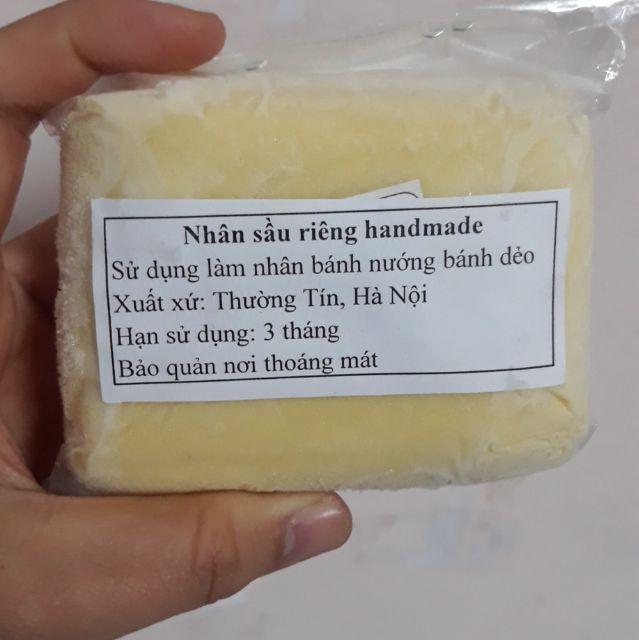 Nhân sầu riêng handmade
Sử dụng làm nhân bánh nướng bánh dẻo
Xuất xứ: Thường Tín, Hà Nội
Hạn sử dụng: 3 tháng
Bảo quản nơi thoáng mát